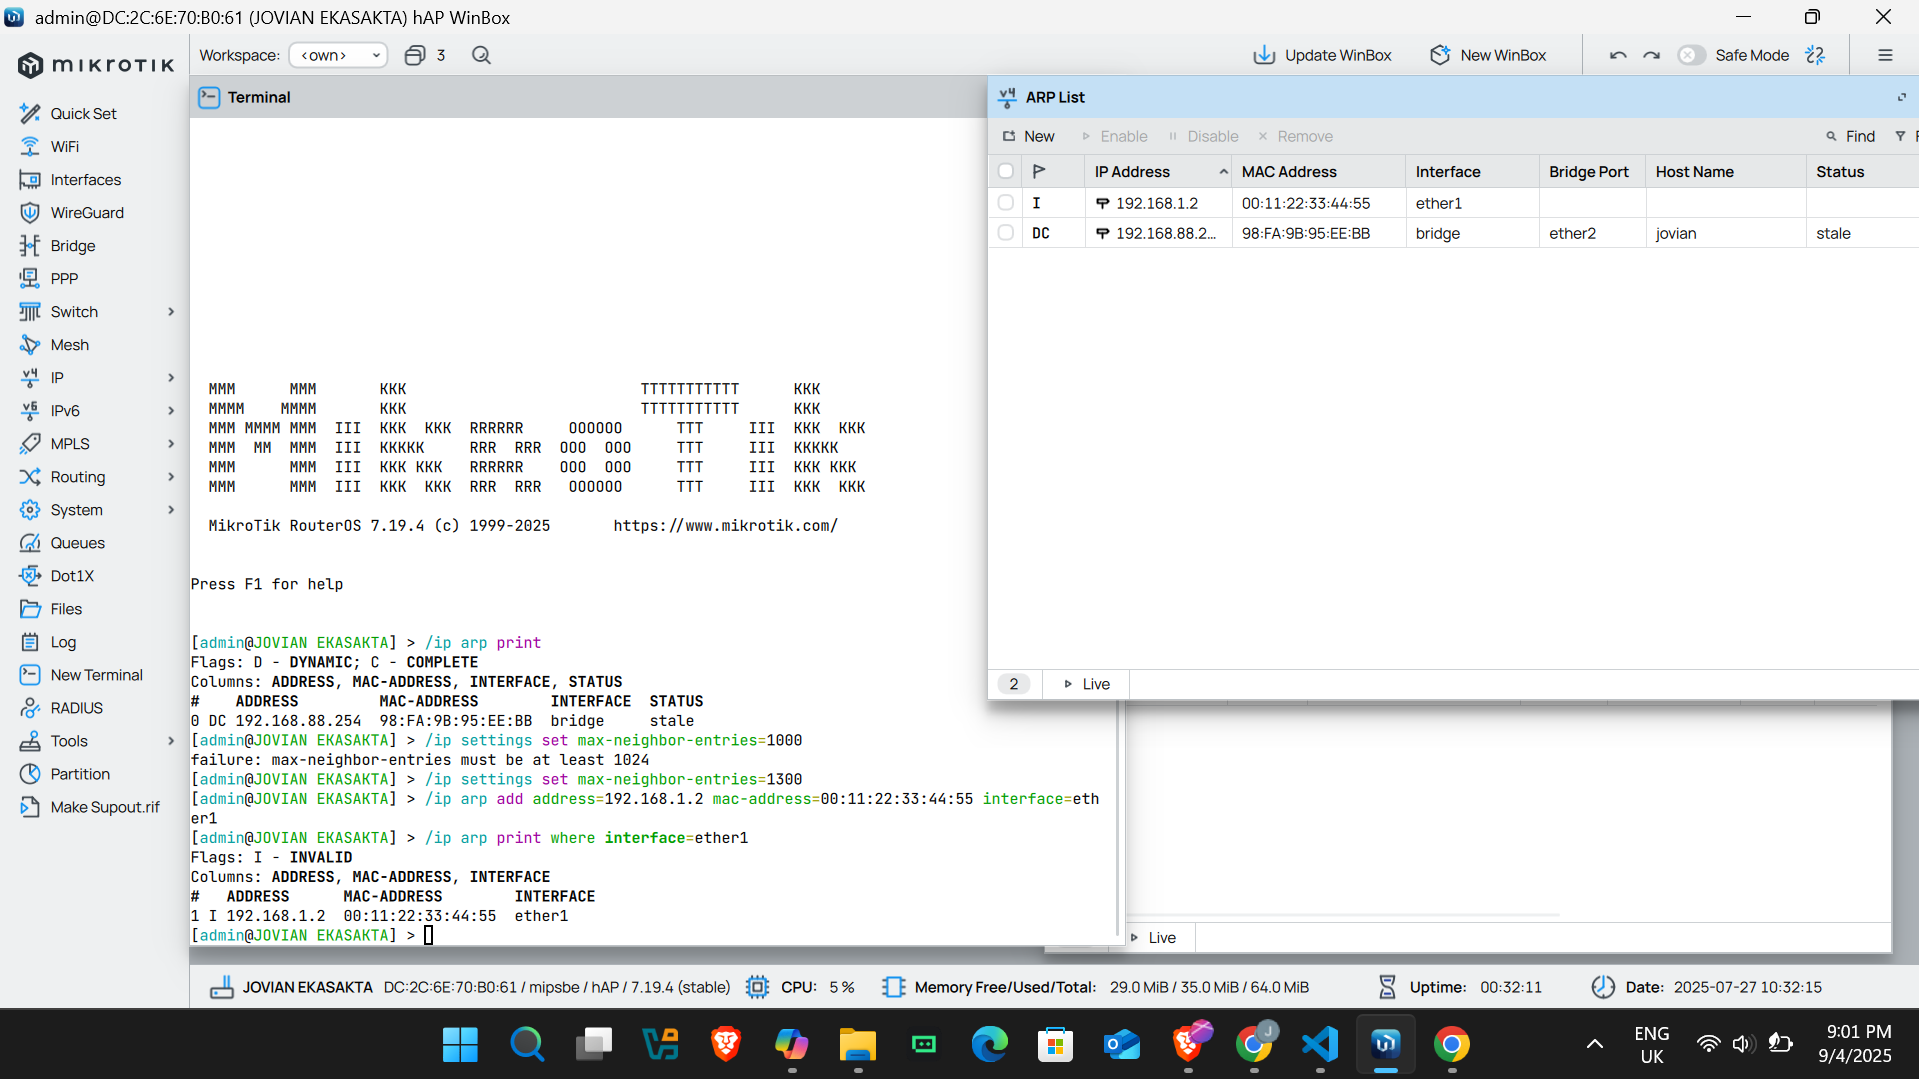 admin@DC:2C:6E:70:B0:61 (JOVIAN EKASAKTA) hAP WinBox
MIKROTIK
Workspace: <own> 3 Update WinBox New WinBox Safe Mode
Quick Set
WiFi
Interfaces
WireGuard
Bridge
PPP
Switch
Mesh
IP
IPv6
MPLS
Routing
System
Queues
Dot1X
Files
Log
New Terminal
RADIUS
Tools
Partition
Make Supout.rif
Terminal
MMM      MMM       KKK                          TTTTTTTTTTT      KKK
MMMM    MMMM       KKK                          TTTTTTTTTTT      KKK
MMM MMMM MMM  III  KKK  KKK  RRRRRR     OOOOOO      TTT     III  KKK  KKK
MMM  MM  MMM  III  KKKKK     RRR  RRR  OOO  OOO     TTT     III  KKKKK
MMM      MMM  III  KKK KKK   RRRRRR    OOO  OOO     TTT     III  KKK KKK
MMM      MMM  III  KKK  KKK  RRR  RRR   OOOOOO      TTT     III  KKK  KKK
MikroTik RouterOS 7.19.4 (c) 1999-2025       https://www.mikrotik.com/
Press F1 for help
[admin@JOVIAN EKASAKTA] > /ip arp print
Flags: D - DYNAMIC; C - COMPLETE
Columns: ADDRESS, MAC-ADDRESS, INTERFACE, STATUS
#    ADDRESS         MAC-ADDRESS        INTERFACE  STATUS
0 DC 192.168.88.254  98:FA:9B:95:EE:BB  bridge     stale
[admin@JOVIAN EKASAKTA] > /ip settings set max-neighbor-entries=1000
failure: max-neighbor-entries must be at least 1024
[admin@JOVIAN EKASAKTA] > /ip settings set max-neighbor-entries=1300
[admin@JOVIAN EKASAKTA] > /ip arp add address=192.168.1.2 mac-address=00:11:22:33:44:55 interface=eth
er1
[admin@JOVIAN EKASAKTA] > /ip arp print where interface=ether1
Flags: I - INVALID
Columns: ADDRESS, MAC-ADDRESS, INTERFACE
#   ADDRESS      MAC-ADDRESS        INTERFACE
1 I 192.168.1.2  00:11:22:33:44:55  ether1
[admin@JOVIAN EKASAKTA] >
v4 ARP List
New Enable Disable Remove Find
IP Address MAC Address Interface Bridge Port Host Name Status
I 192.168.1.2 00:11:22:33:44:55 ether1
DC 192.168.88.2... 98:FA:9B:95:EE:BB bridge ether2 jovian stale
2 Live
Live
JOVIAN EKASAKTA DC:2C:6E:70:B0:61 / mipsbe / hAP / 7.19.4 (stable) CPU: 5 % Memory Free/Used/Total: 29.0 MiB / 35.0 MiB / 64.0 MiB Uptime: 00:32:11 Date: 2025-07-27 10:32:15
ENG
UK
9:01 PM
9/4/2025